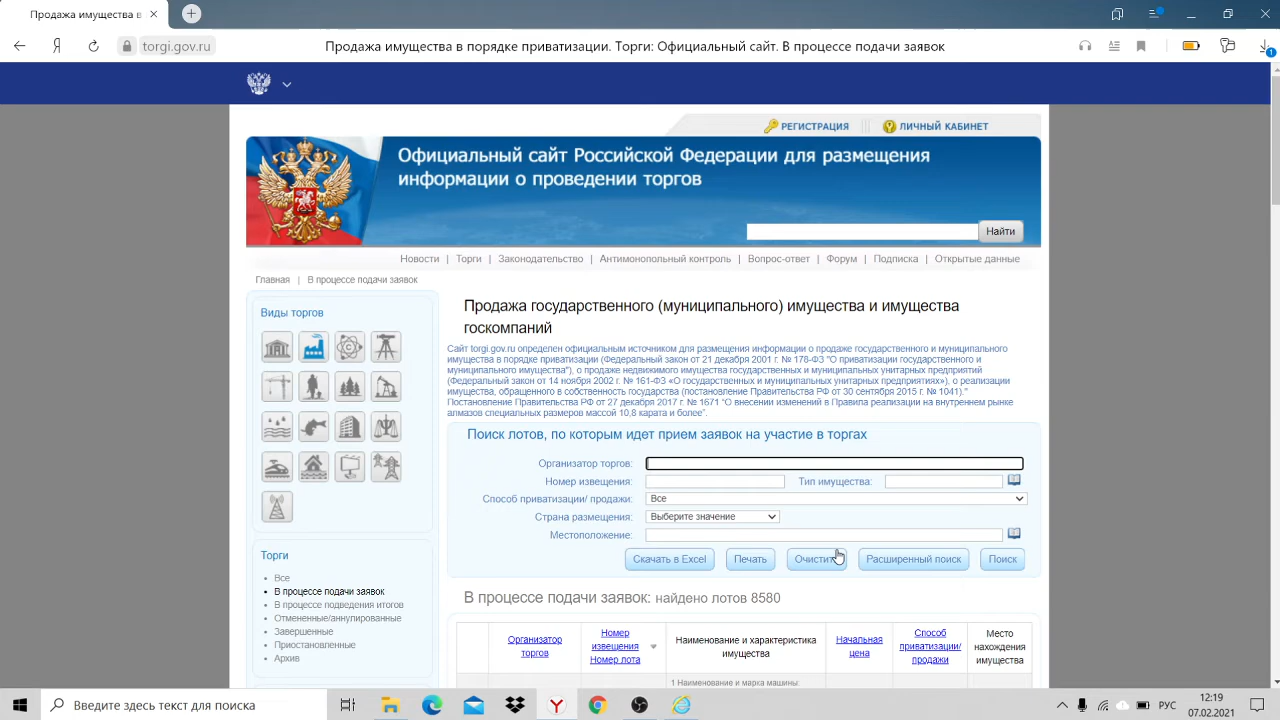 Продажа имущества в
torgi.gov.ru
Продажа имущества в порядке приватизации. Торги: Официальный сайт. В процессе подачи заявок
1
РЕГИСТРАЦИЯ
ЛИЧНЫЙ КАБИНЕТ
Официальный сайт Российской Федерации для размещения
информации о проведении торгов
Найти
Новости | Торги | Законодательство | Антимонопольный контроль | Вопрос-ответ | Форум | Подписка | Открытые данные
Главная | В процессе подачи заявок
Виды торгов
Продажа государственного (муниципального) имущества и имущества
госкомпаний
Сайт torgi.gov.ru определен официальным источником для размещения информации о продаже государственного и муниципального
имущества в порядке приватизации (Федеральный закон от 21 декабря 2001 г. № 178-ФЗ "О приватизации государственного и
муниципального имущества"), о продаже недвижимого имущества государственных и муниципальных унитарных предприятий
(Федеральный закон от 14 ноября 2002 г. № 161-ФЗ «О государственных и муниципальных унитарных предприятиях»), о реализации
имущества, обращенного в собственность государства (постановление Правительства РФ от 30 сентября 2015 г. № 1041)."
Постановление Правительства РФ от 27 декабря 2017 г. № 1671 "О внесении изменений в Правила реализации на внутреннем рынке
алмазов специальных размеров массой 10,8 карата и более".
Поиск лотов, по которым идет прием заявок на участие в торгах
Организатор торгов:
Номер извещения:
Тип имущества:
Способ приватизации/ продажи:
Все
Страна размещения:
Выберите значение
Местоположение:
Скачать в Excel
Печать
Очистит
Расширенный поиск
Поиск
Торги
Все
В процессе подачи заявок
В процессе подведения итогов
Отмененные/аннулированные
Завершенные
Приостановленные
Архив
В процессе подачи заявок: найдено лотов 8580
Организатор
торгов
Номер
извещения
Номер лота
Наименование и характеристика
имущества
Начальная
цена
Способ
приватизации/
продажи
Место
нахождения
имущества
1 Наименование и марка машины:
Введите здесь текст для поиска
РУС
12:19
07.02.2021